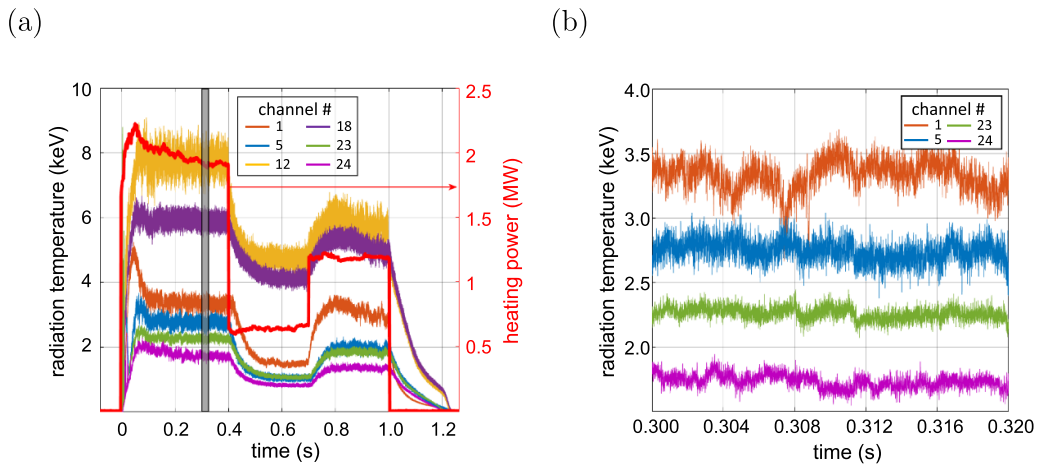 (a)
10
8
6
4
2
radiation temperature (keV)
channel #
1 18
5 23
12 24
2.5
2
1.5
1
0.5
heating power (MW)
0 0.2 0.4 0.6 0.8 1.0 1.2
time (s)
(b)
4.0
3.5
3.0
2.5
2.0
radiation temperature (keV)
channel #
1 23
5 24
1.5
0.300 0.304 0.308 0.312 0.316 0.320
time (s)